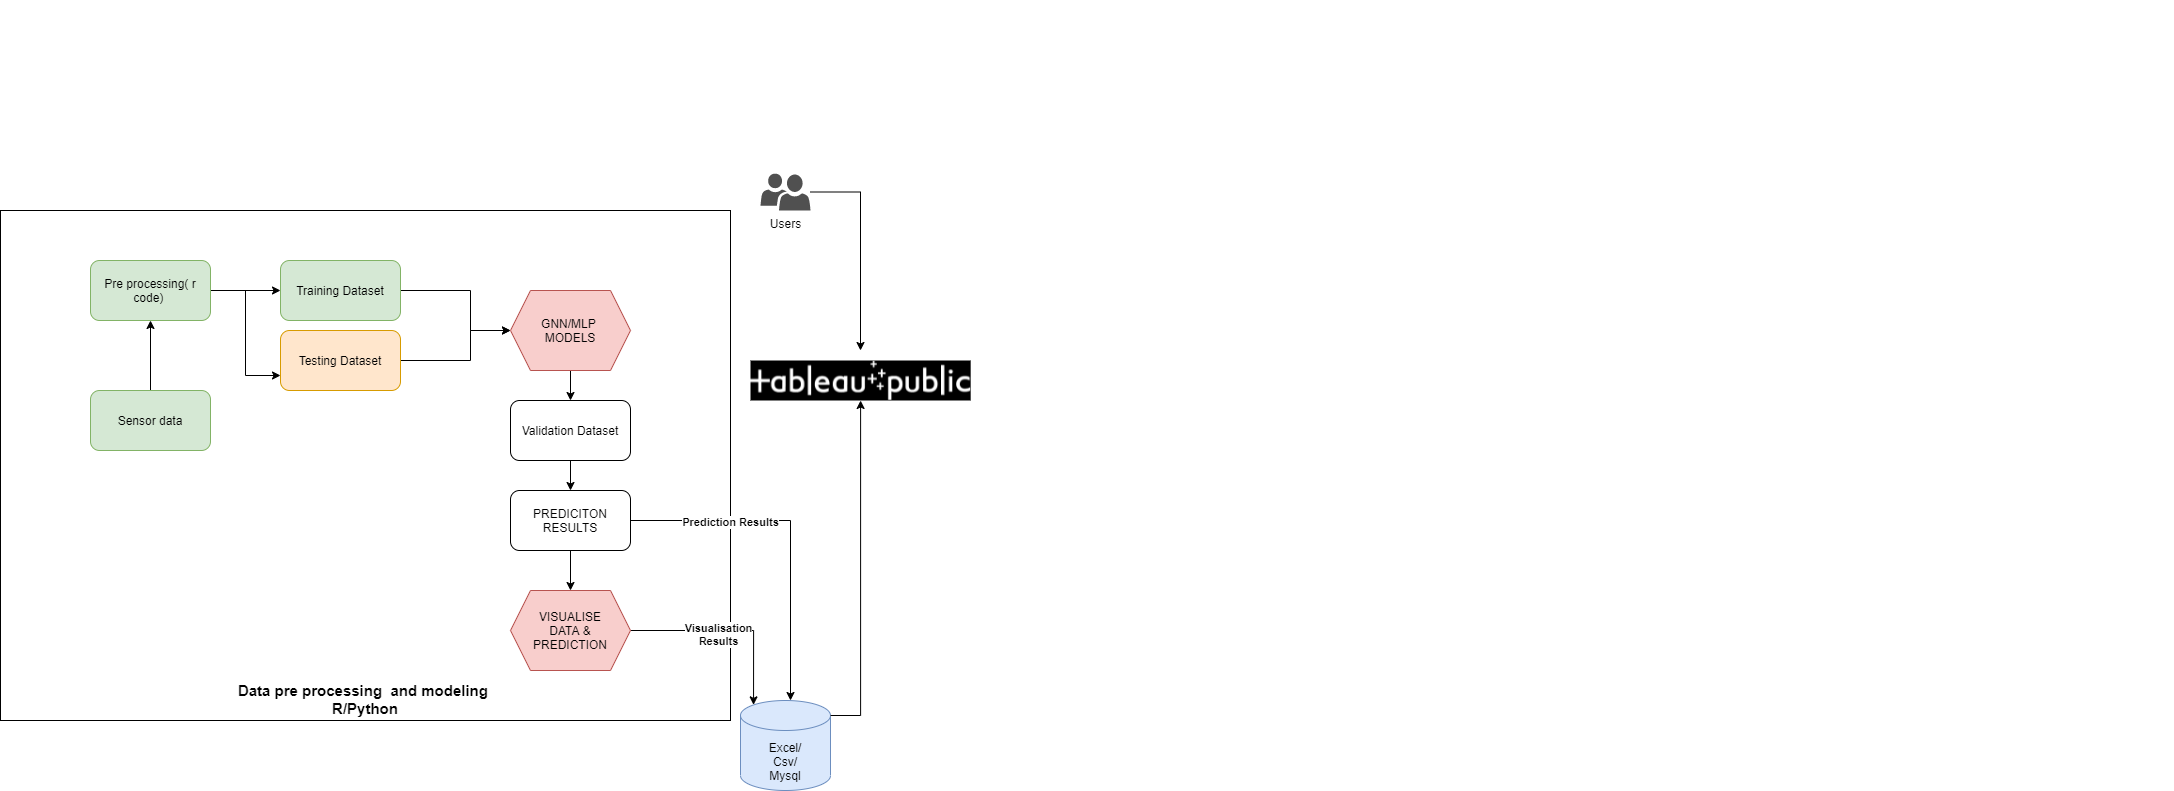 Users
Pre processing( r
code)
Training Dataset
Testing Dataset
Sensor data
GNN/MLP
MODELS
tableau public
Validation Dataset
PREDICITON
RESULTS
Prediction Results
VISUALISE
DATA &
PREDICTION
Visualisation
Results
Data pre processing  and modeling
R/Python
Excel/
Csv/
Mysql